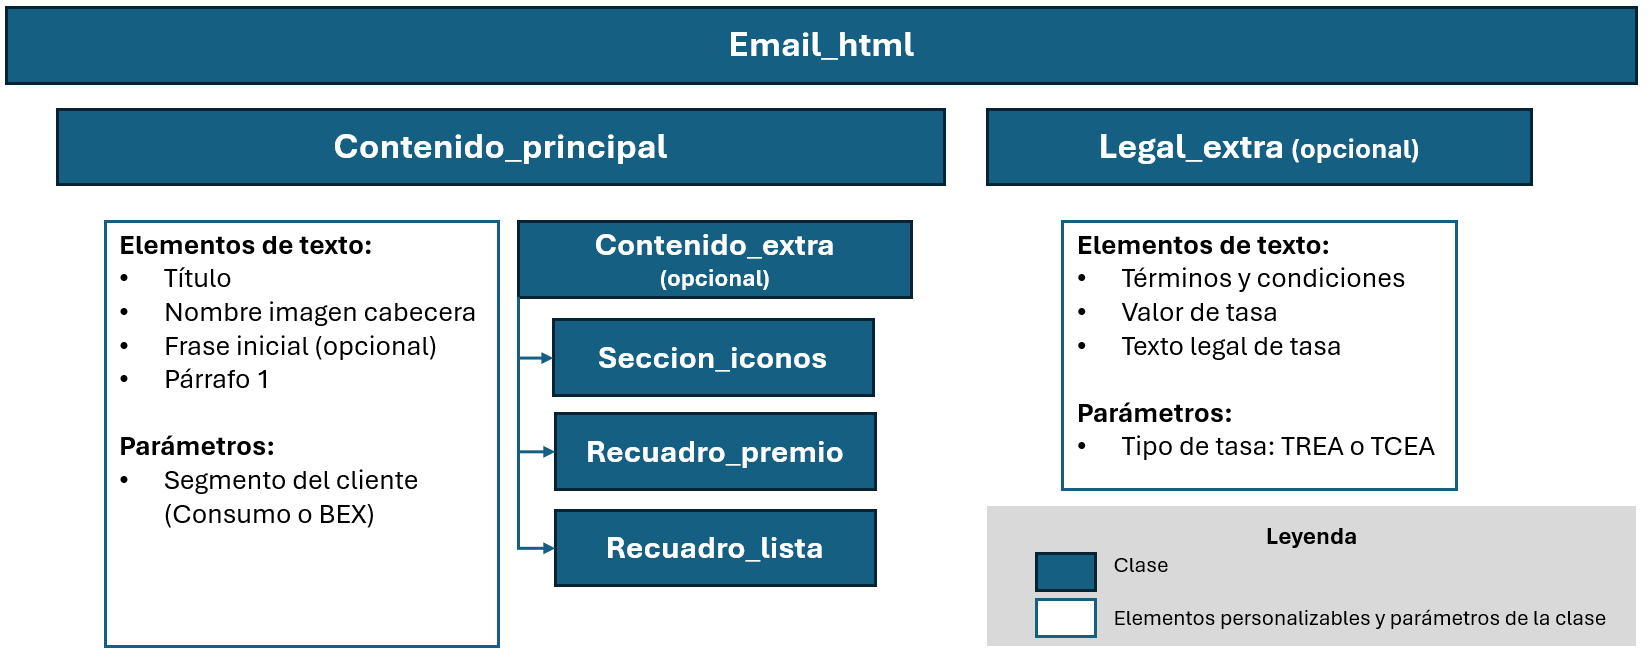 Email_html
Contenido_principal
Legal_extra (opcional)
Elementos de texto:
• Título
• Nombre imagen cabecera
• Frase inicial (opcional)
• Párrafo 1
Parámetros:
• Segmento del cliente
(Consumo o BEX)
Contenido_extra
(opcional)
Seccion_iconos
Recuadro_premio
Recuadro_lista
Elementos de texto:
• Términos y condiciones
• Valor de tasa
• Texto legal de tasa
Parámetros:
• Tipo de tasa: TREA o TCEA
Leyenda
Clase
Elementos personalizables y parámetros de la clase